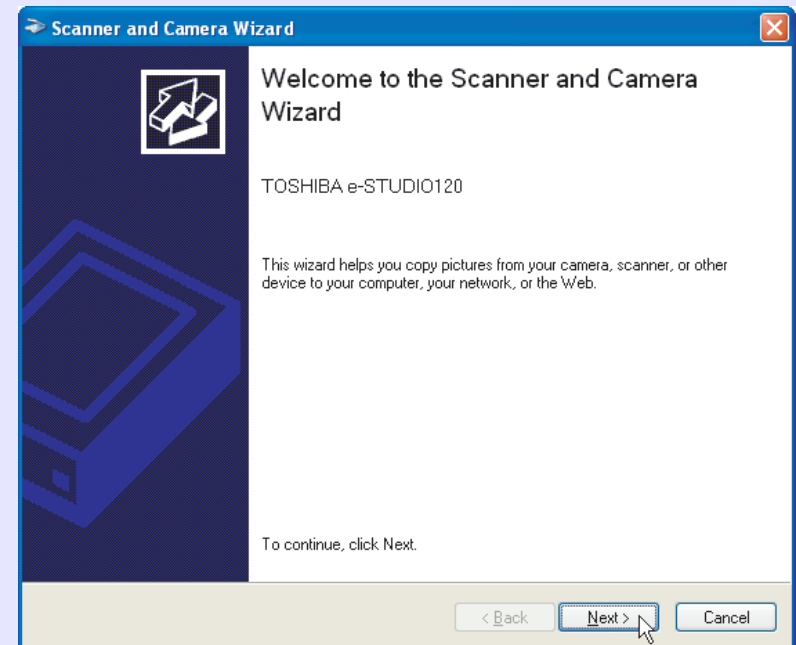 Scanner and Camera Wizard
Welcome to the Scanner and Camera
Wizard
TOSHIBA e-STUDIO120
This wizard helps you copy pictures from your camera, scanner, or other
device to your computer, your network, or the Web.
To continue, click Next.
< Back
Next >
Cancel